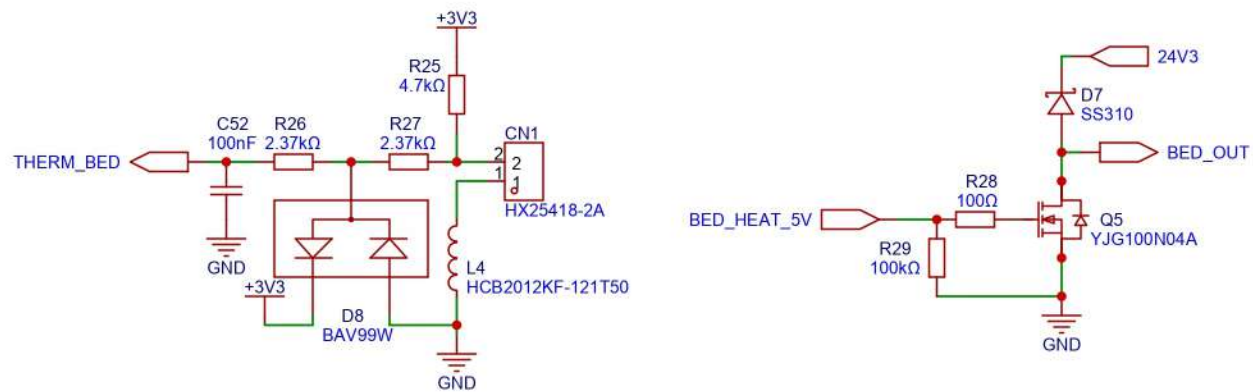 +3V3
R25
4.7kΩ
C52
100nF
R26
2.37kΩ
R27
2.37kΩ
CN1
THERM_BED
2
2
1
1
HX25418-2A
GND
+3V3
D8
BAV99W
L4
HCB2012KF-121T50
GND
24V3
D7
SS310
BED_OUT
R28
100Ω
BED_HEAT_5V
Q5
YJG100N04A
R29
100kΩ
GND